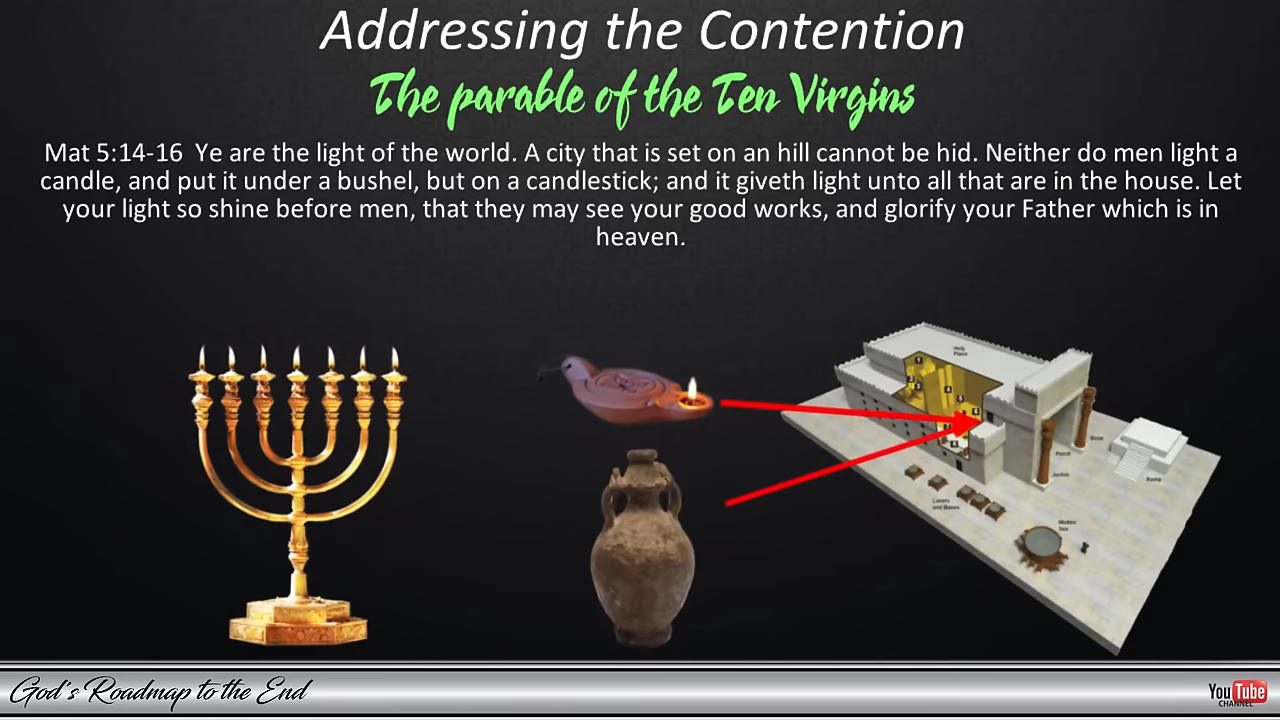 Addressing the Contention
The parable of the Ten Virgins
Mat 5:14-16 Ye are the light of the world. A city that is set on an hill cannot be hid. Neither do men light a
candle, and put it under a bushel, but on a candlestick; and it giveth light unto all that are in the house. Let
your light so shine before men, that they may see your good works, and glorify your Father which is in
heaven.
Holy
Place
Boaz
Porch
Jachin
Ramp
Lavers
and Bases
Molten
Sea
God's Roadmap to the End
YouTube
CHANNEL